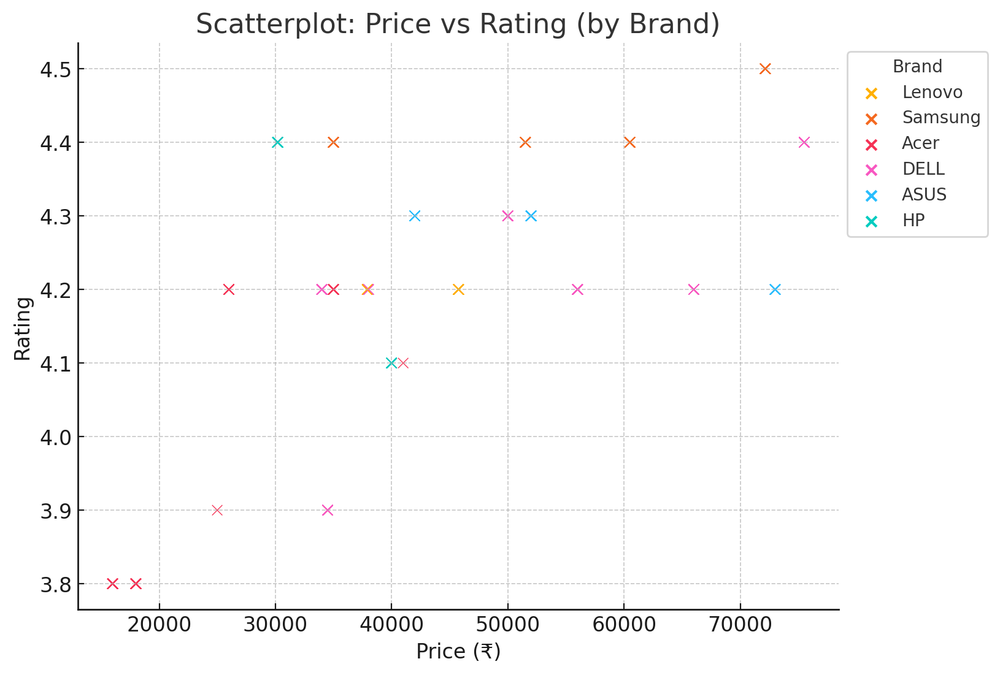 Scatterplot: Price vs Rating (by Brand)
Brand
Lenovo
Samsung
Acer
DELL
ASUS
HP
Rating
4.5
4.4
4.3
4.2
4.1
4.0
3.9
3.8
20000 30000 40000 50000 60000 70000
Price (₹)